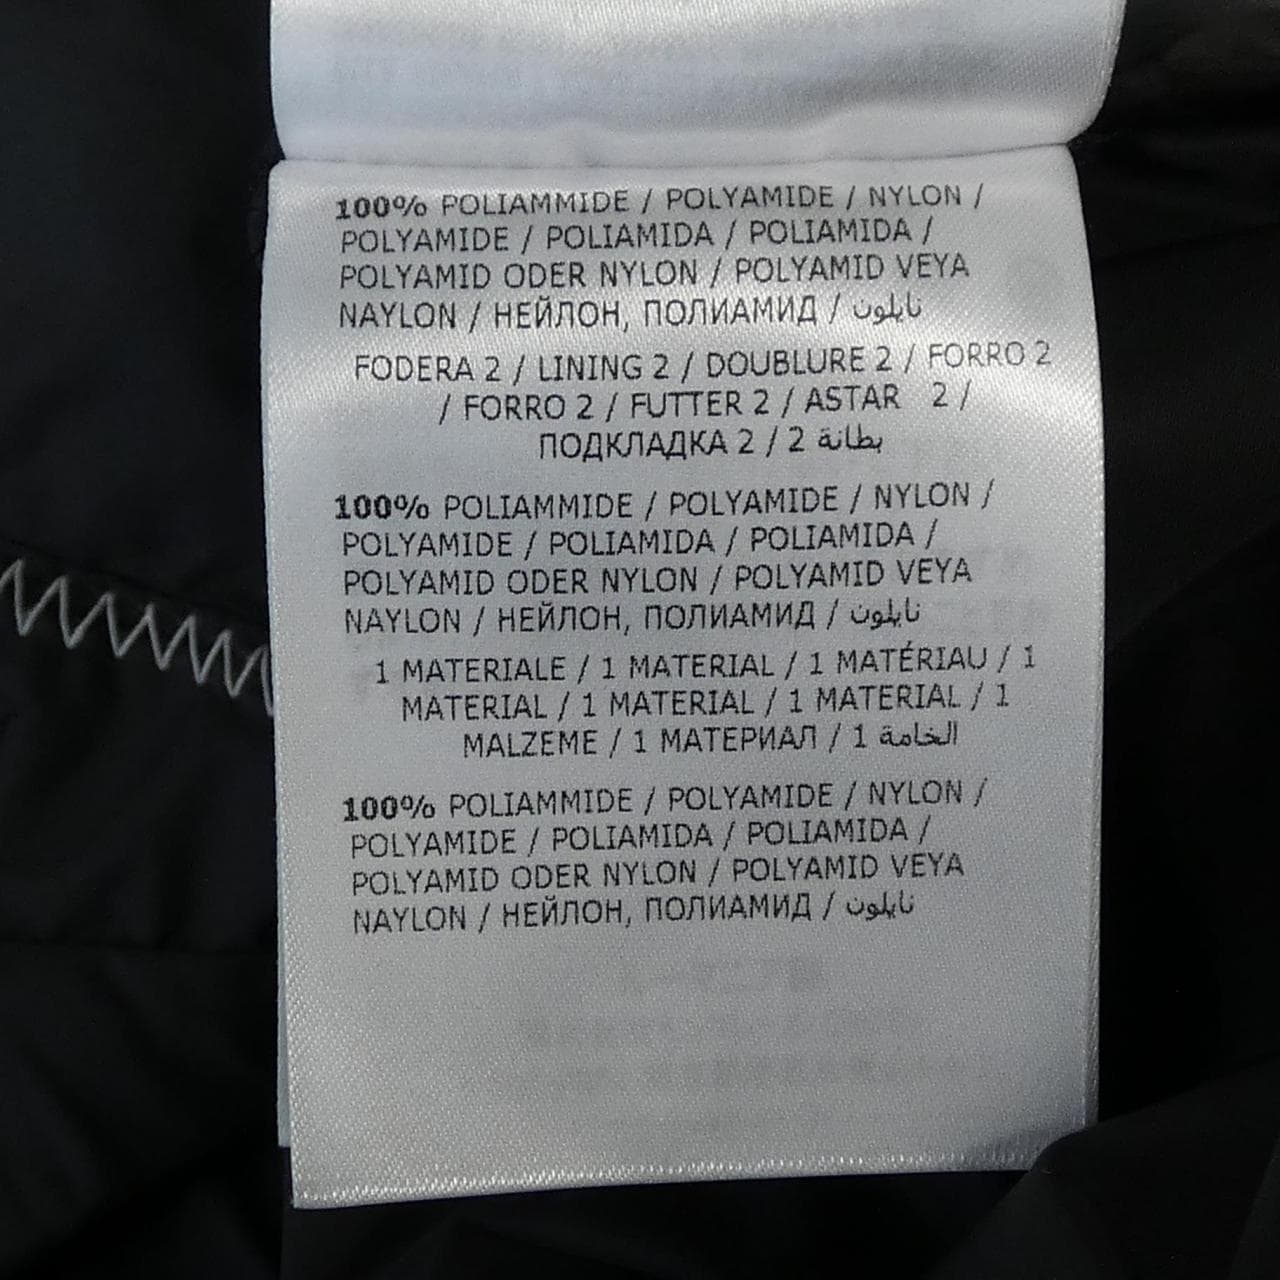 100% POLIAMMIDE / POLYAMIDE / NYLON /
POLYAMIDE / POLIAMIDA / POLIAMIDA /
POLYAMID ODER NYLON / POLYAMID VEYA
NAYLON / НЕЙЛОН, ПОЛИАМИД / نايلون
FODERA 2 / LINING 2 / DOUBLURE 2 / FORRO 2
/ FORRO 2 / FUTTER 2 / ASTAR 2 /
ПОДКЛАДКА 2 / 2 بطانة
100% POLIAMMIDE / POLYAMIDE / NYLON /
POLYAMIDE / POLIAMIDA / POLIAMIDA /
POLYAMID ODER NYLON / POLYAMID VEYA
NAYLON / НЕЙЛОН, ПОЛИАМИД / نايلون
1 MATERIALE / 1 MATERIAL / 1 MATÉRIAU / 1
MATERIAL / 1 MATERIAL / 1 MATERIAL / 1
MALZEME / 1 МАТЕРИАЛ / 1 الخامة
100% POLIAMMIDE / POLYAMIDE / NYLON /
POLYAMIDE / POLIAMIDA / POLIAMIDA /
POLYAMID ODER NYLON / POLYAMID VEYA
NAYLON / НЕЙЛОН, ПОЛИАМИД / نايلون